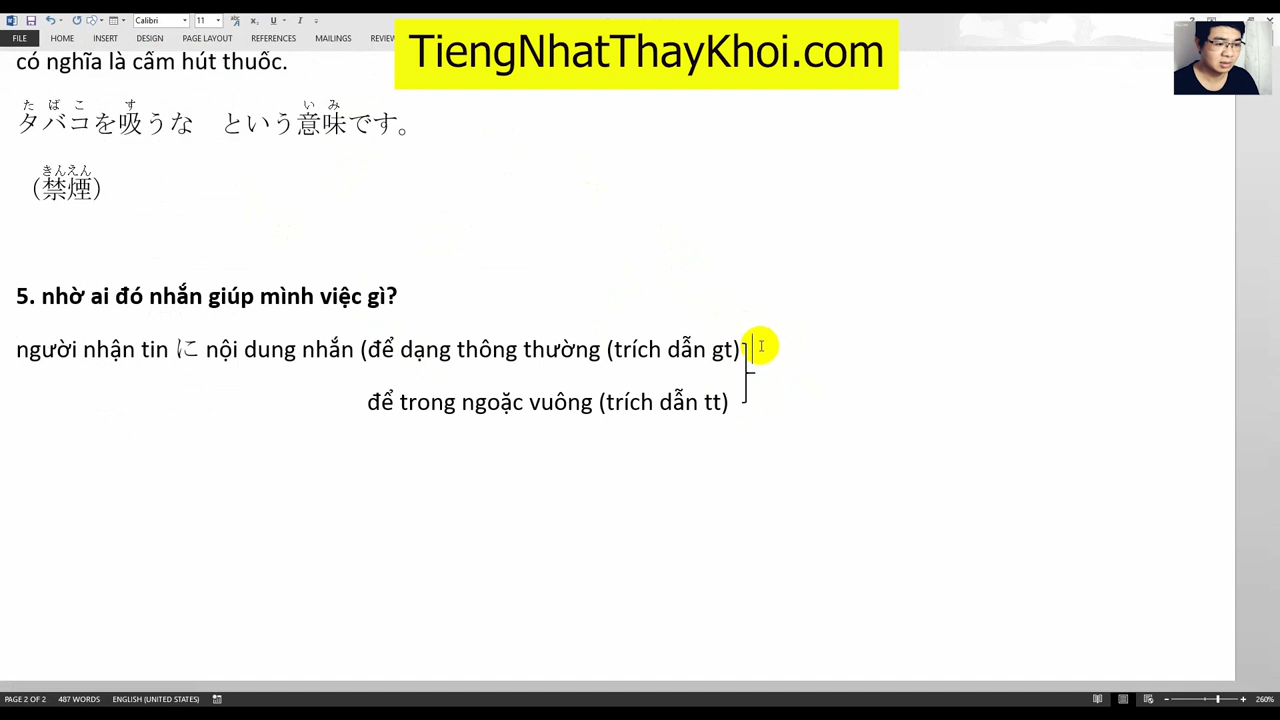 Calibri 11
TiengNhatThayKhoi.com
FILE HOME INSERT DESIGN PAGE LAYOUT REFERENCES MAILINGS REVIEW
có nghĩa là cấm hút thuốc.
たばこ す いみ
タバコを吸うな という意味です。
きんえん
（禁煙）
5. nhờ ai đó nhắn giúp mình việc gì?
người nhận tin に nội dung nhắn (để dạng thông thường (trích dẫn gt)
để trong ngoặc vuông (trích dẫn tt)
PAGE 2 OF 2 487 WORDS ENGLISH (UNITED STATES) 260%